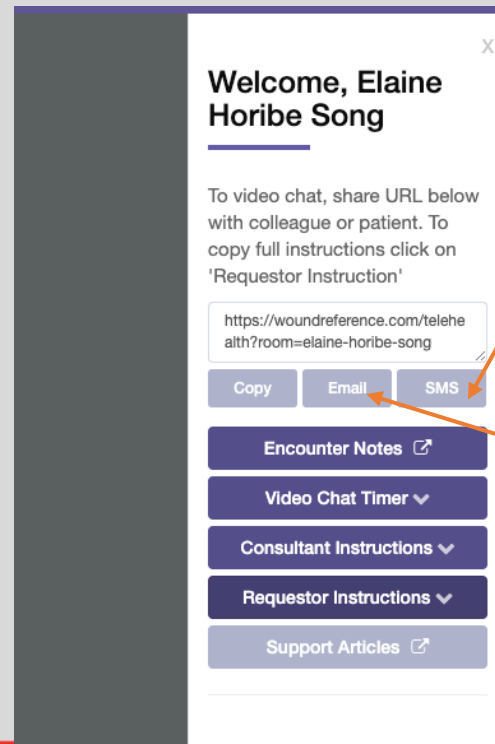 X
Welcome, Elaine
Horibe Song
To video chat, share URL below
with colleague or patient. To
copy full instructions click on
'Requestor Instruction'
https://woundreference.com/telehe
alth?room=elaine-horibe-song
Copy Email SMS
Encounter Notes
Video Chat Timer
Consultant Instructions
Requestor Instructions
Support Articles